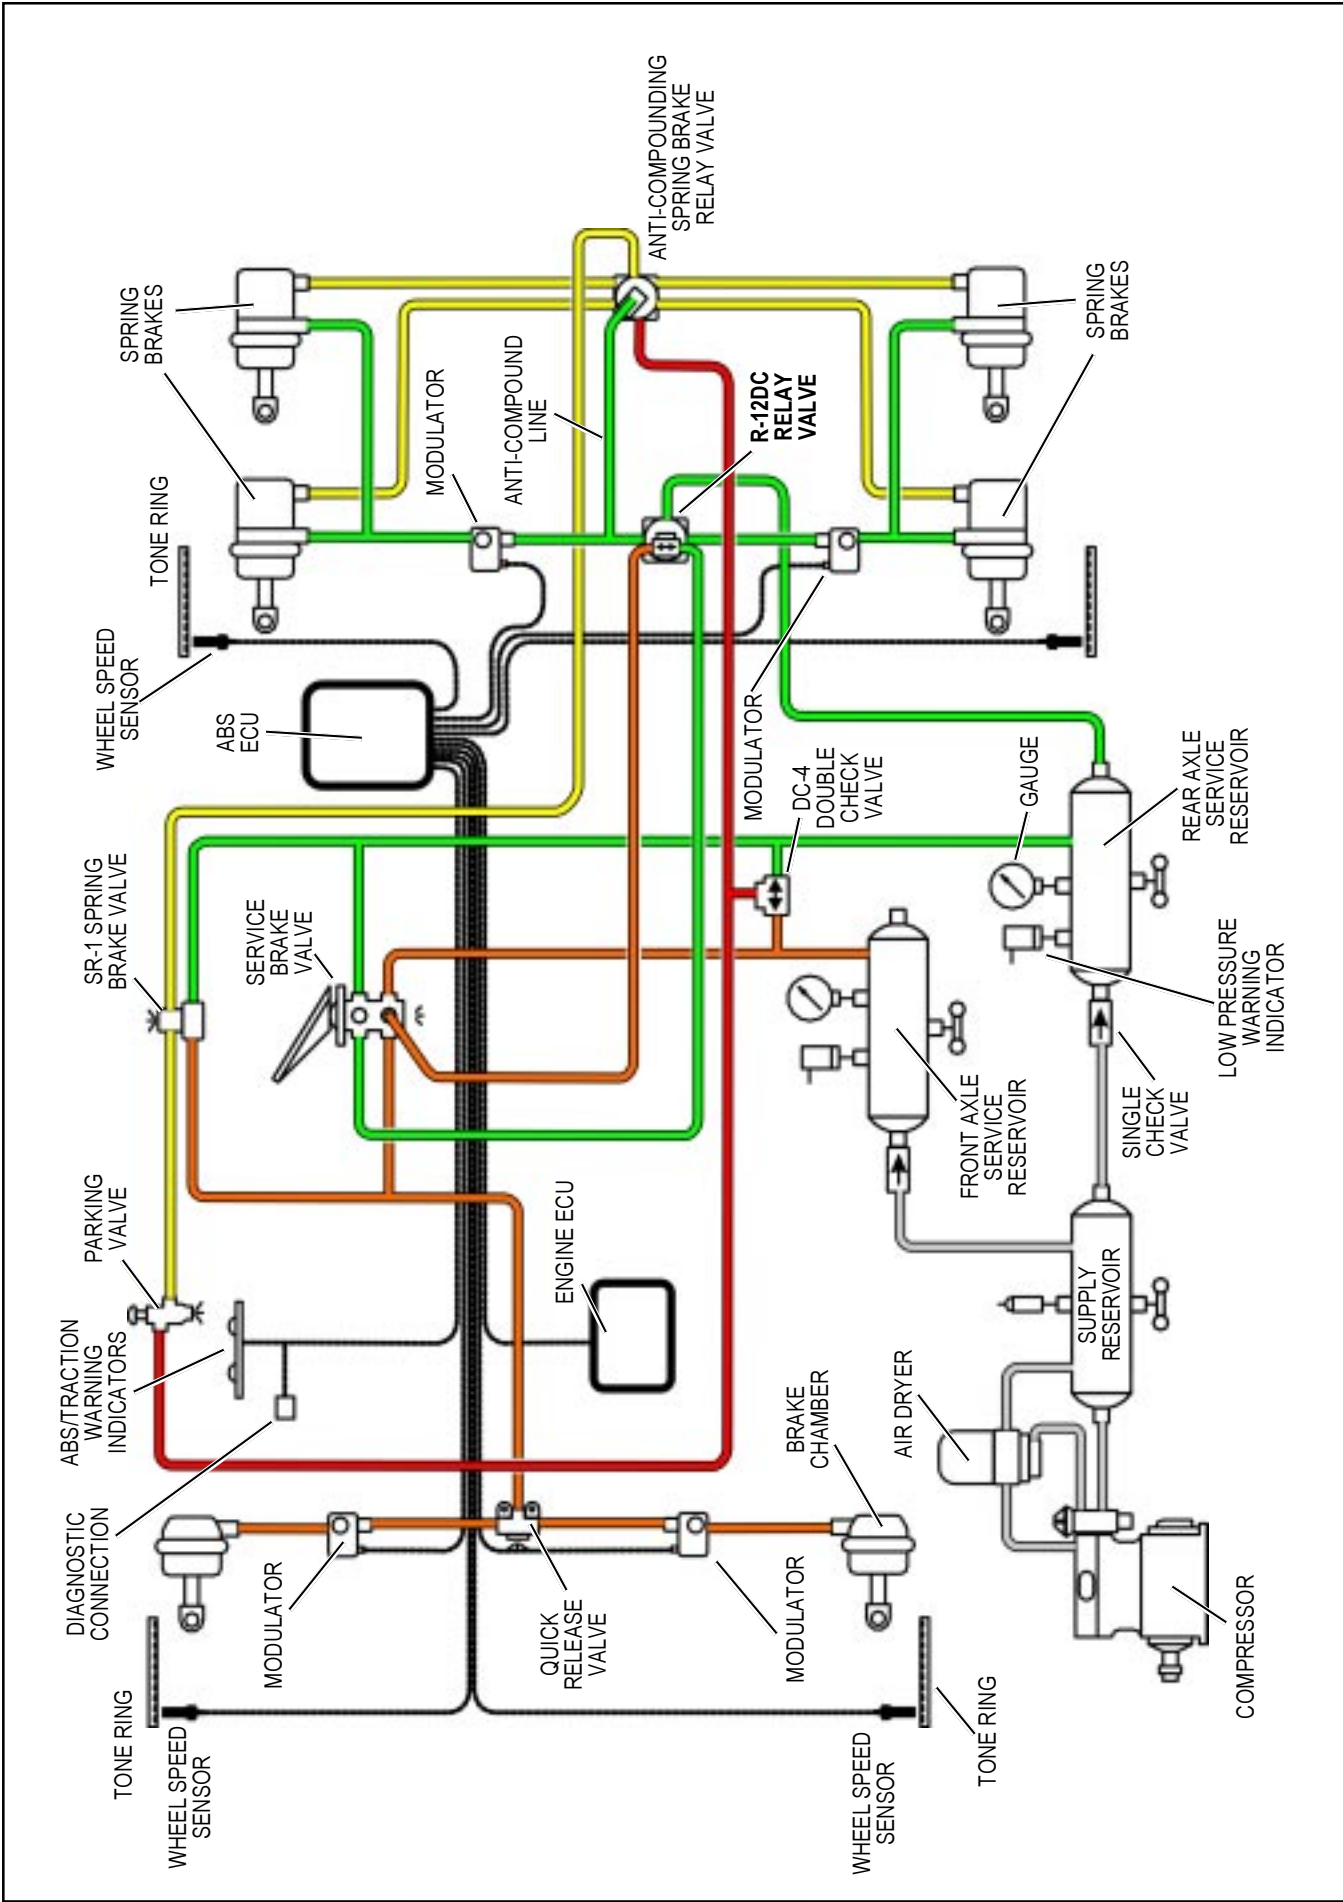 TONE RING
WHEEL SPEED
SENSOR
DIAGNOSTIC
CONNECTION
ABS/TRACTION
WARNING
INDICATORS
PARKING
VALVE
SR-1 SPRING
BRAKE VALVE
WHEEL SPEED
SENSOR
TONE RING
SPRING
BRAKES
MODULATOR
SERVICE
BRAKE
VALVE
ABS
ECU
MODULATOR
ANTI-COMPOUND
LINE
QUICK
RELEASE
VALVE
ENGINE ECU
ANTI-COMPOUNDING
SPRING BRAKE
RELAY VALVE
R-12DC
RELAY
VALVE
MODULATOR
BRAKE
CHAMBER
MODULATOR
DC-4
DOUBLE
CHECK
VALVE
WHEEL SPEED
SENSOR
TONE RING
AIR DRYER
FRONT AXLE
SERVICE
RESERVOIR
GAUGE
SPRING
BRAKES
SUPPLY
RESERVOIR
SINGLE
CHECK
VALVE
REAR AXLE
SERVICE
RESERVOIR
COMPRESSOR
LOW PRESSURE
WARNING
INDICATOR